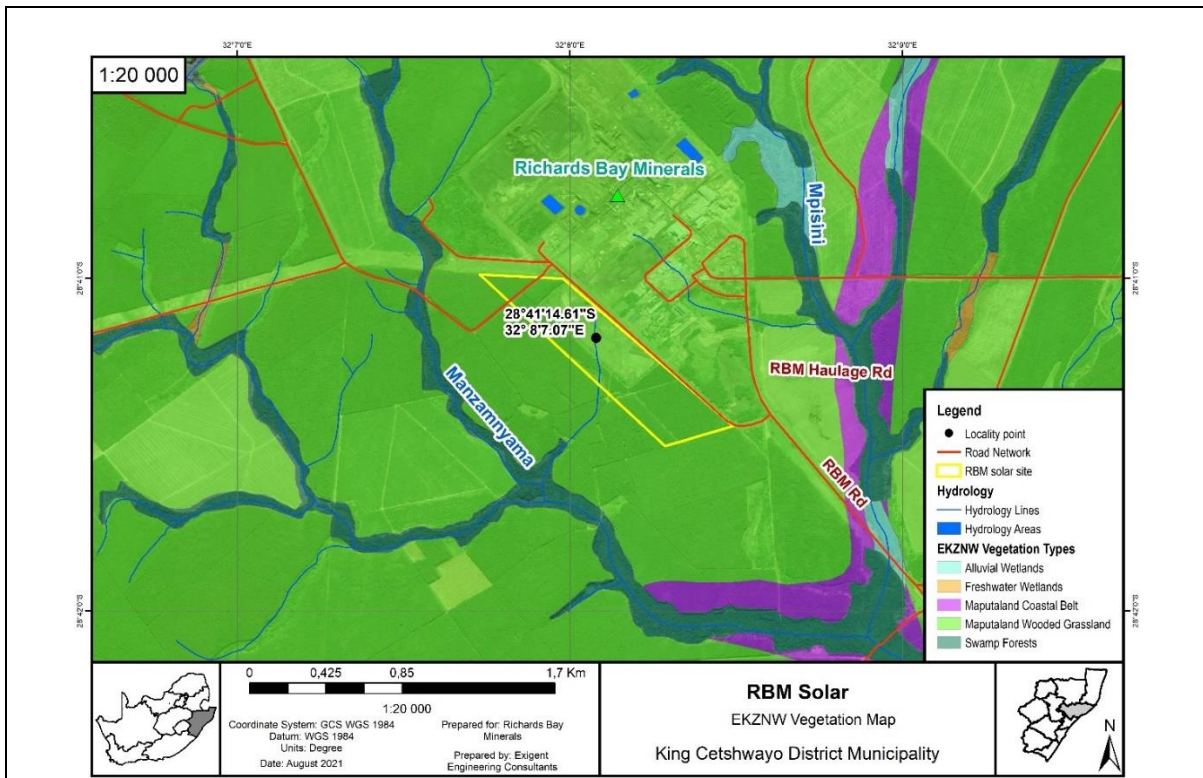 32°7'0"E
32°8'0"E
32°9'0"E
1:20 000
Richards Bay Minerals
Mpisini
28°41'0"S
28°41'0"S
28°41'14.61"S
32° 8'7.07"E
RBM Haulage Rd
Manzamnyama
RBM Rd
28°42'0"S
28°42'0"S
Legend
Locality point
Road Network
RBM solar site
Hydrology
Hydrology Lines
Hydrology Areas
EKZNW Vegetation Types
Alluvial Wetlands
Freshwater Wetlands
Maputaland Coastal Belt
Maputaland Wooded Grassland
Swamp Forests
0 0,425 0,85 1,7 Km
1:20 000
Coordinate System: GCS WGS 1984
Datum: WGS 1984
Units: Degree
Date: August 2021
Prepared for: Richards Bay
Minerals
Prepared by: Exigent
Engineering Consultants
RBM Solar
EKZNW Vegetation Map
King Cetshwayo District Municipality
N